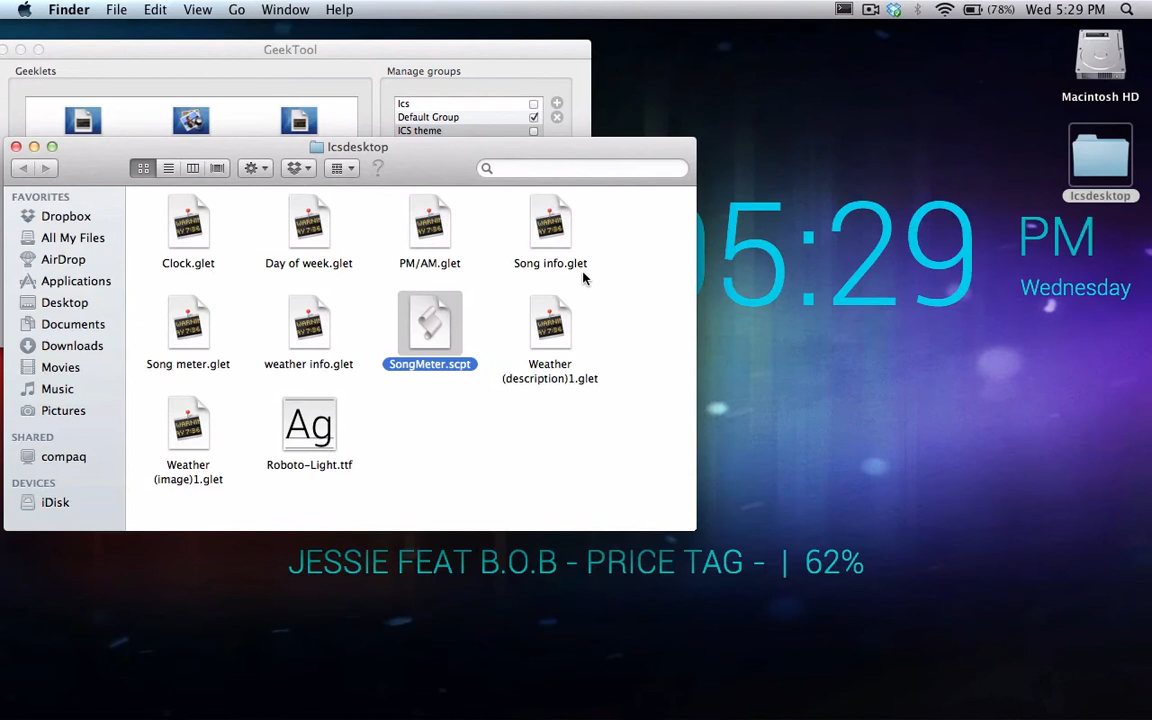 Finder File Edit View Go Window Help (78%) Wed 5:29 PM
GeekTool
Geeklets
Manage groups
Ics
Default Group
ICS theme
Macintosh HD
Icsdesktop
Icsdesktop
FAVORITES
Dropbox
All My Files
AirDrop
Applications
Desktop
Documents
Downloads
Movies
Music
Pictures
SHARED
compaq
DEVICES
iDisk
Clock.glet
Day of week.glet
PM/AM.glet
Song info.glet
Song meter.glet
weather info.glet
SongMeter.scpt
Weather
(description)1.glet
Weather
(image)1.glet
Ag
Roboto-Light.ttf
5:29
PM
Wednesday
JESSIE FEAT B.O.B - PRICE TAG - | 62%